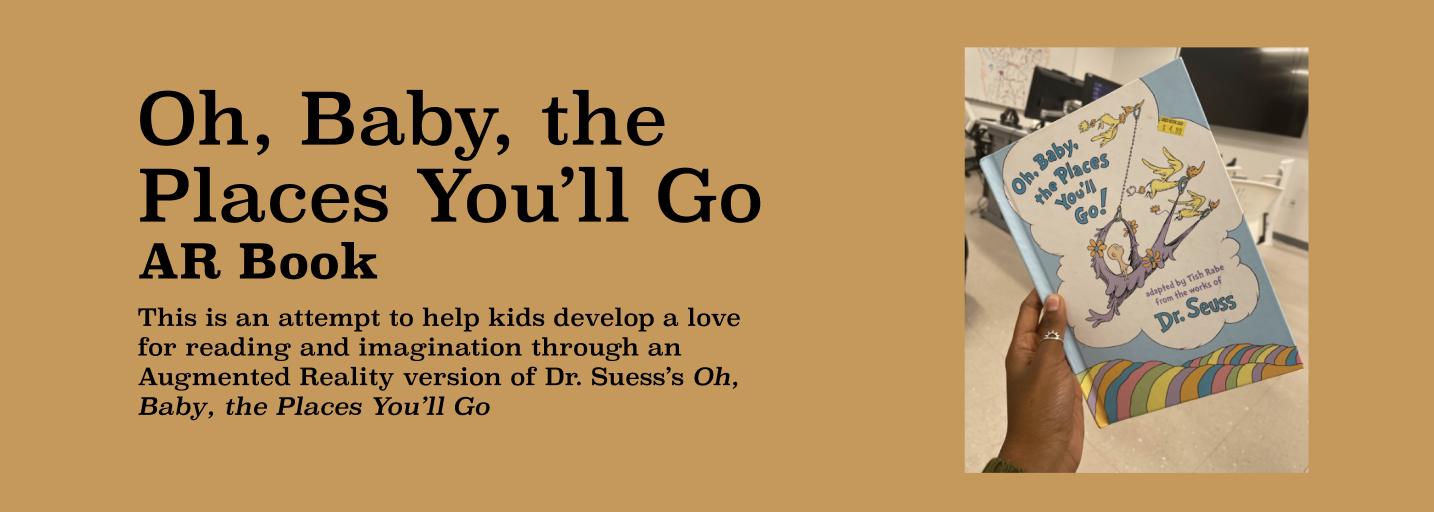 Oh, Baby, the
Places You’ll Go
AR Book
This is an attempt to help kids develop a love
for reading and imagination through an
Augmented Reality version of Dr. Suess’s Oh,
Baby, the Places You’ll Go
Oh, Baby,
the Places
You'll
Go!
$ 4.99
adapted by Tish Rabe
from the works of
Dr. Seuss